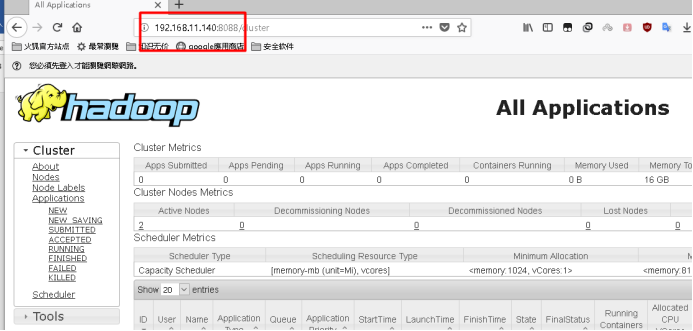 All Applications
192.168.11.140:8088/cluster
火狐官方站点 最常瀏覽 知识无价 google應用商店 安全软件
您必須先登入才能瀏覽網際網路。
hadoop
All Applications
Cluster
About
Nodes
Node Labels
Applications
NEW
NEW_SAVING
SUBMITTED
ACCEPTED
RUNNING
FINISHED
FAILED
KILLED
Scheduler
Tools
Cluster Metrics
Apps Submitted Apps Pending Apps Running Apps Completed Containers Running Memory Used Memory To
0 0 0 0 0 0 B 16 GB
Cluster Nodes Metrics
Active Nodes Decommissioning Nodes Decommissioned Nodes Lost Nodes
2 0 0 0 0
Scheduler Metrics
Scheduler Type Scheduling Resource Type Minimum Allocation M
Capacity Scheduler [memory-mb (unit=Mi), vcores] <memory:1024, vCores:1> <memory:81
Show 20 entries
ID User Name Application Type Queue Application Priority StartTime LaunchTime FinishTime State FinalStatus Running Containers Allocated CPU